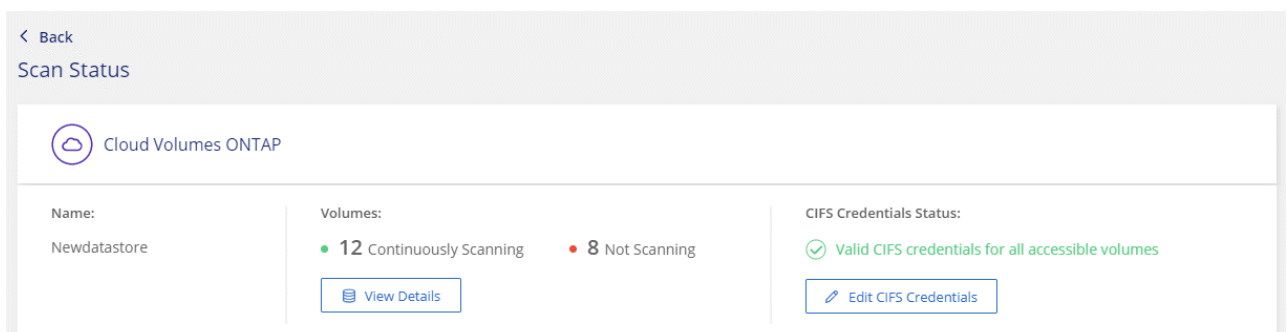 Back
Scan Status
Cloud Volumes ONTAP
Name:
Newdatastore
Volumes:
12 Continuously Scanning
8 Not Scanning
View Details
CIFS Credentials Status:
Valid CIFS credentials for all accessible volumes
Edit CIFS Credentials